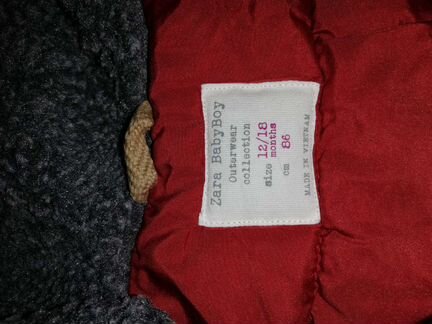 Zara BabyBoy
Outerwear
collection
size 12/18
months
cm 86
MADE IN VIETNAM